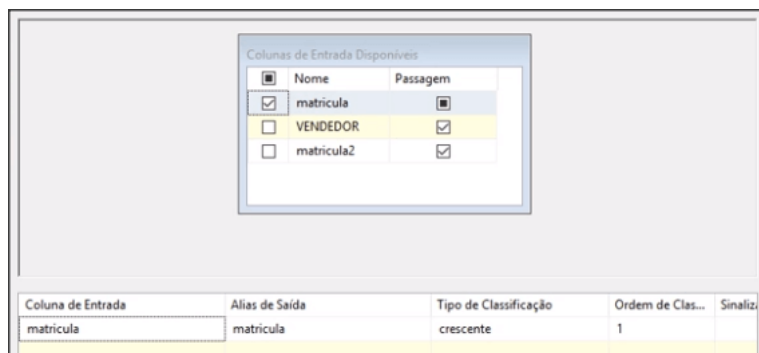 Colunas de Entrada Disponíveis
Nome Passagem
matricula
VENDEDOR
matricula2
Coluna de Entrada Alias de Saída Tipo de Classificação Ordem de Clas... Sinaliz
matricula matricula crescente 1